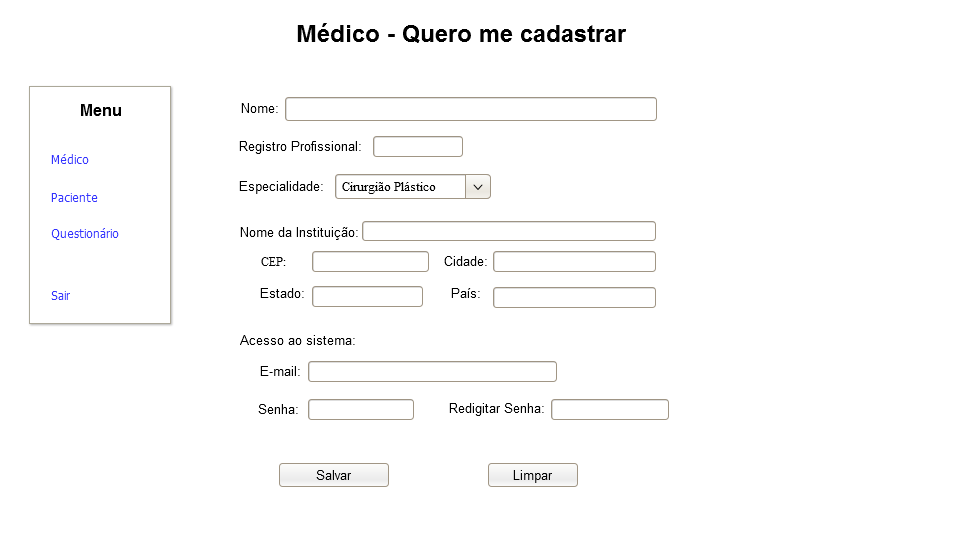 Médico - Quero me cadastrar
Menu
Médico
Paciente
Questionário
Sair
Nome:
Registro Profissional:
Especialidade: Cirurgião Plástico
Nome da Instituição:
CEP: Cidade:
Estado: País:
Acesso ao sistema:
E-mail:
Senha: Redigitar Senha:
Salvar Limpar